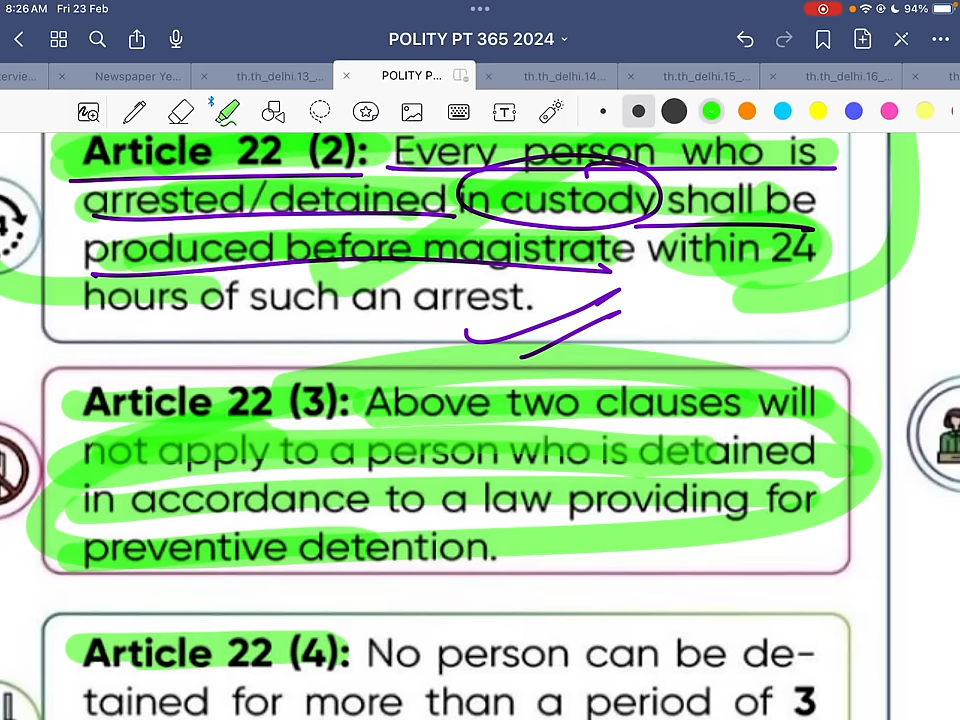 8:26 AM Fri 23 Feb
94%
POLITY PT 365 2024
tervie...
Newspaper Ye...
th.th_delhi.13_...
POLITY P...
th.th_delhi.14...
th.th_delhi.15_...
th.th_delhi.16_...
th
Article 22 (2): Every person who is
arrested/detained in custody shall be
produced before magistrate within 24
hours of such an arrest.
Article 22 (3): Above two clauses will
not apply to a person who is detained
in accordance to a law providing for
preventive detention.
Article 22 (4): No person can be de-
tained for more than a period of 3